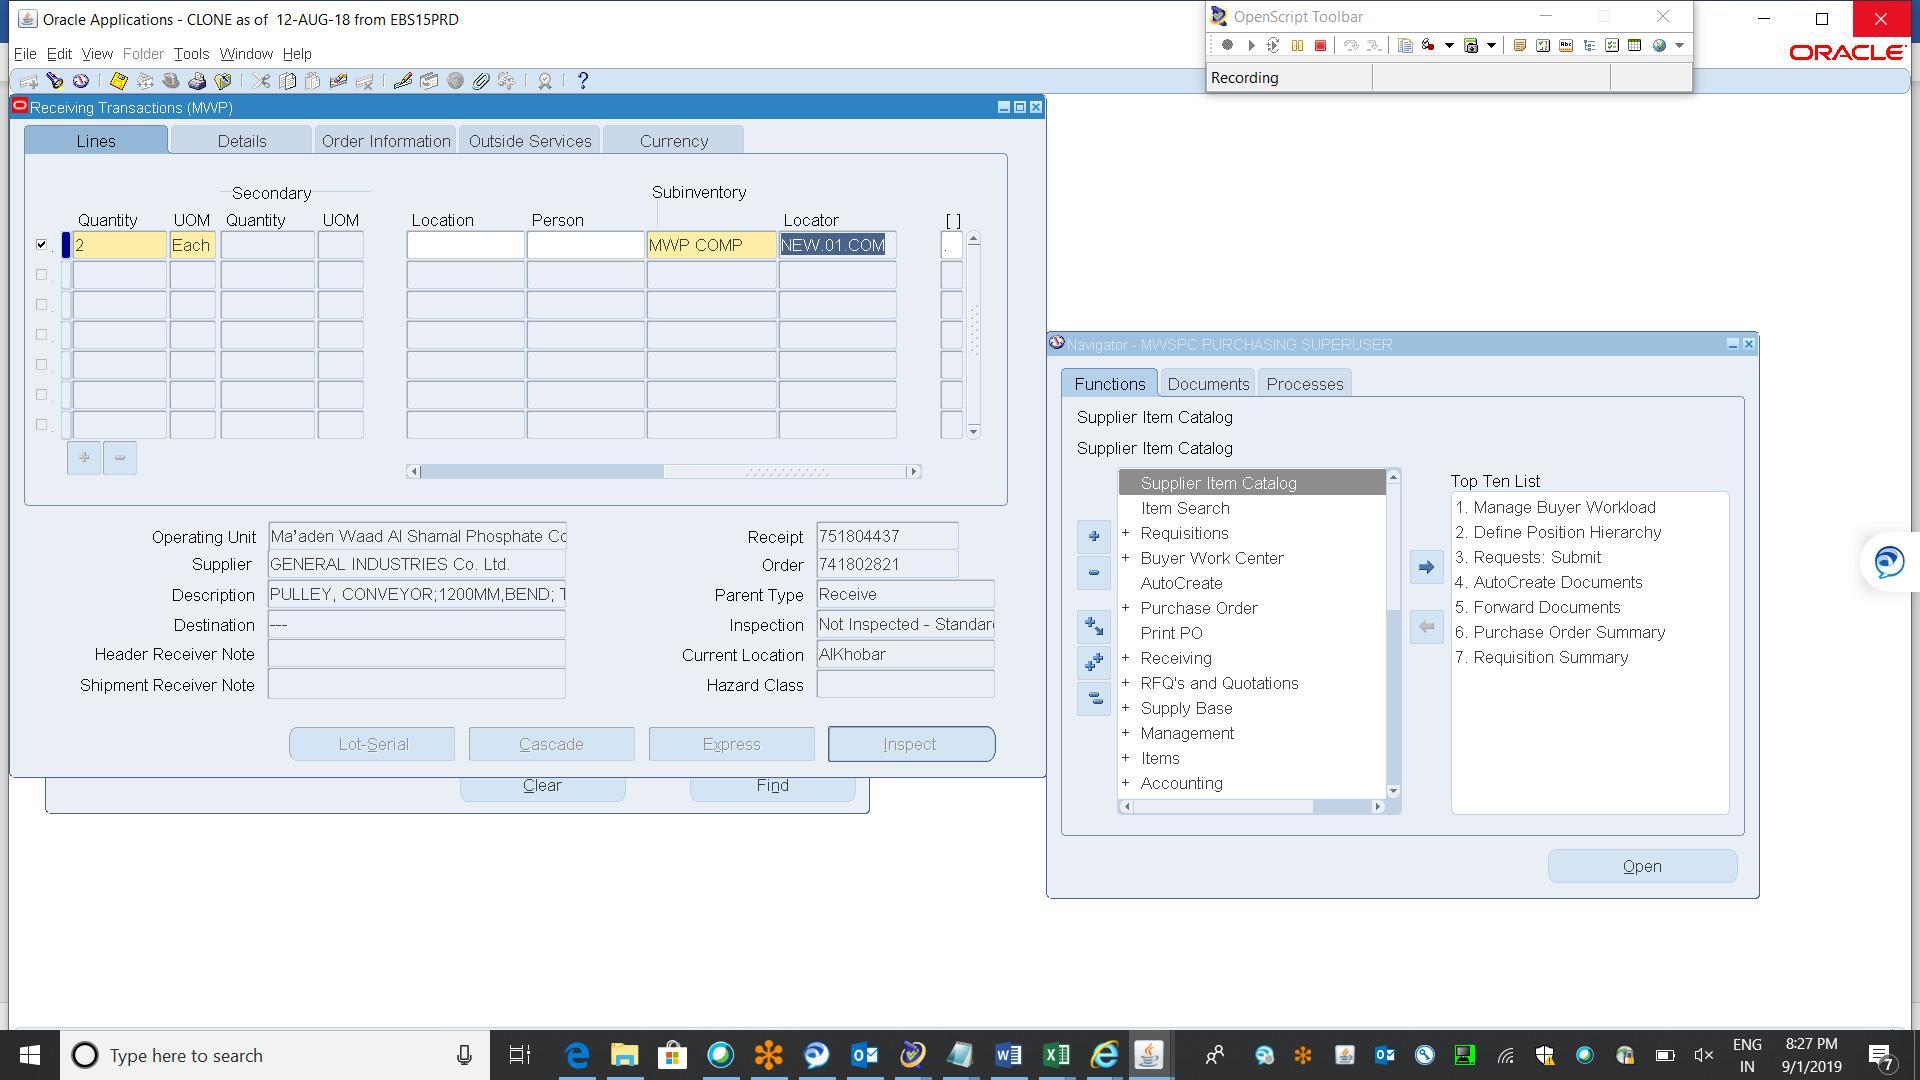 Oracle Applications - CLONE as of  12-AUG-18 from EBS15PRD
OpenScript Toolbar
File Edit View Folder Tools Window Help
ORACLE
Recording
Receiving Transactions (MWP)
Lines Details Order Information Outside Services Currency
Secondary Subinventory
Quantity UOM Quantity UOM Location Person Locator [ ]
2 Each MWP COMP NEW.01.COM
Operating Unit Ma'aden Waad Al Shamal Phosphate Co Receipt 751804437
Supplier GENERAL INDUSTRIES Co. Ltd. Order 741802821
Description PULLEY, CONVEYOR;1200MM,BEND; T Parent Type Receive
Destination --- Inspection Not Inspected - Standar
Header Receiver Note Current Location AlKhobar
Shipment Receiver Note Hazard Class
Lot-Serial Cascade Express Inspect
Clear Find
Navigator - MWSPC PURCHASING SUPERUSER
Functions Documents Processes
Supplier Item Catalog
Supplier Item Catalog
Supplier Item Catalog
Item Search
+ Requisitions
+ Buyer Work Center
AutoCreate
+ Purchase Order
Print PO
+ Receiving
+ RFQ's and Quotations
+ Supply Base
+ Management
+ Items
+ Accounting
Top Ten List
1. Manage Buyer Workload
2. Define Position Hierarchy
3. Requests: Submit
4. AutoCreate Documents
5. Forward Documents
6. Purchase Order Summary
7. Requisition Summary
Open
Type here to search
ENG
IN
8:27 PM
9/1/2019
7